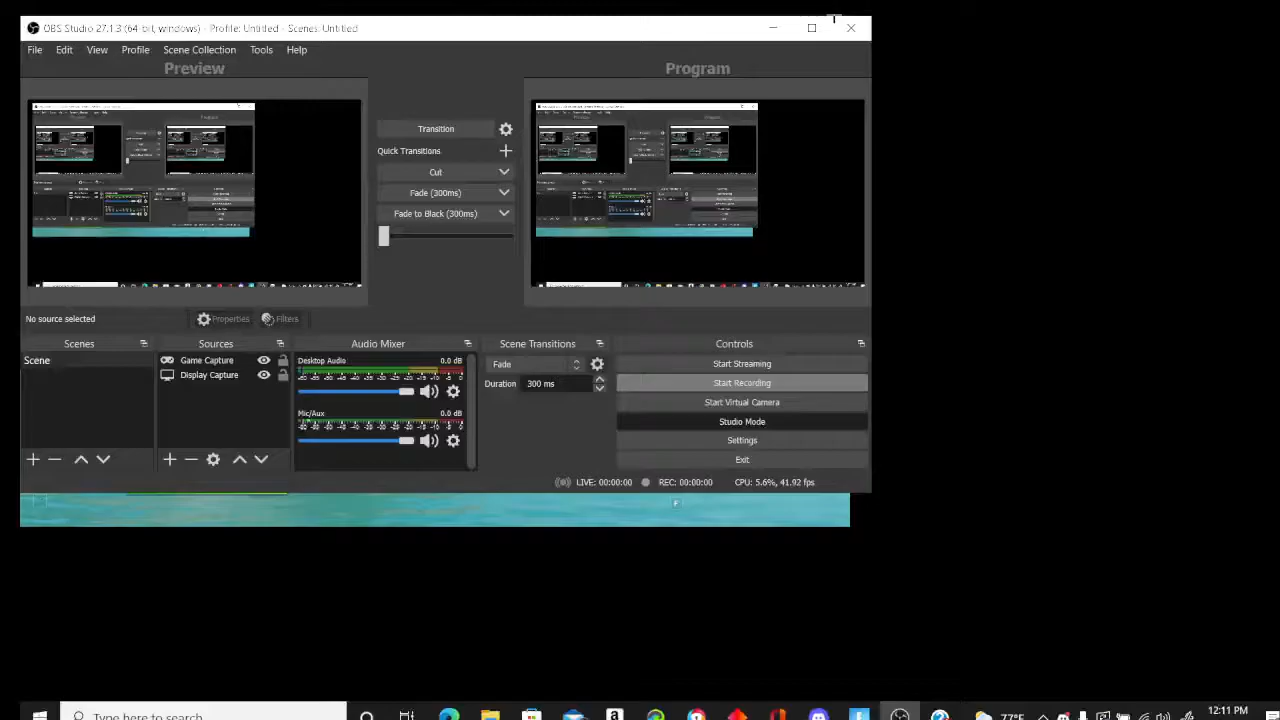 OBS Studio 27.1.3 (64-bit, windows) - Profile: Untitled - Scenes: Untitled
File Edit View Profile Scene Collection Tools Help
Preview
Program
Transition
Quick Transitions
Cut
Fade (300ms)
Fade to Black (300ms)
No source selected
Properties
Filters
Scenes
Sources
Audio Mixer
Scene Transitions
Controls
Scene
Game Capture
Display Capture
Desktop Audio 0.0 dB
Mic/Aux 0.0 dB
Fade
Duration 300 ms
Start Streaming
Start Recording
Start Virtual Camera
Studio Mode
Settings
Exit
LIVE: 00:00:00 REC: 00:00:00 CPU: 5.6%, 41.92 fps
Type here to search
77°F
12:11 PM